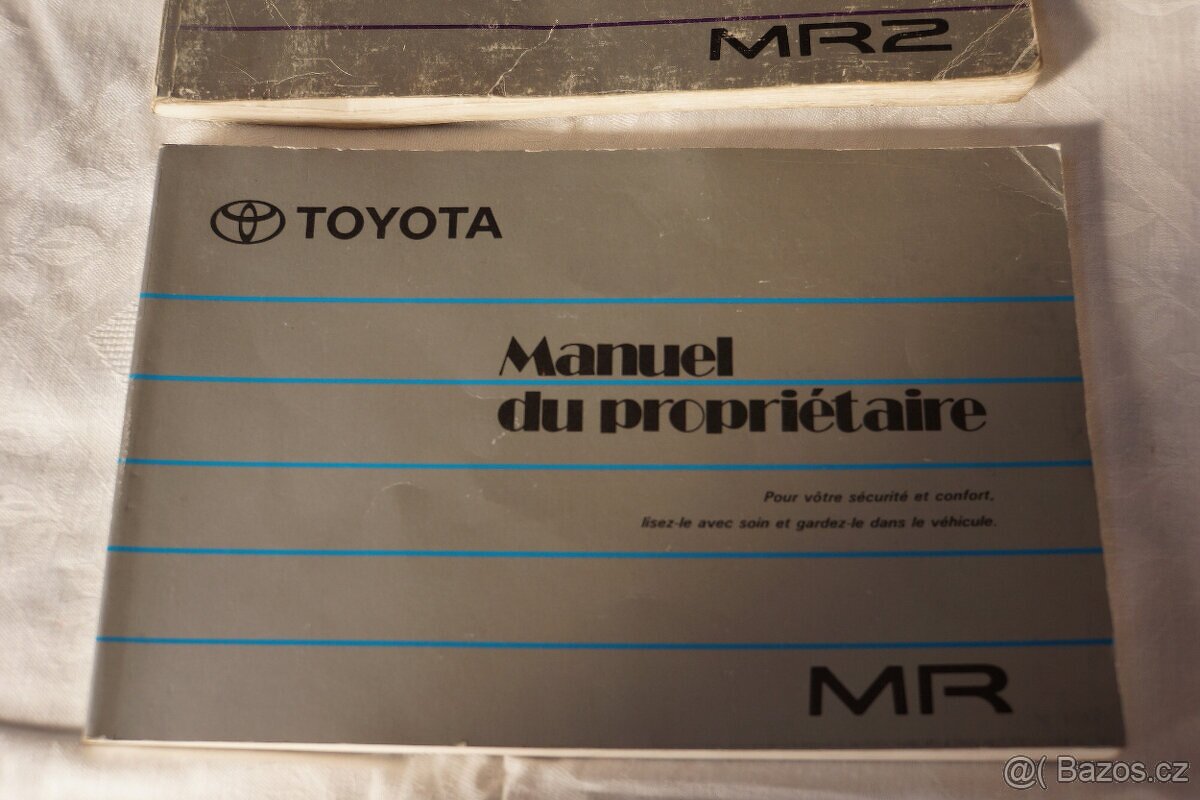 MR2
TOYOTA
Manuel
du propriétaire
Pour vôtre sécurité et confort,
lisez-le avec soin et gardez-le dans le véhicule.
MR
@( Bazos.cz